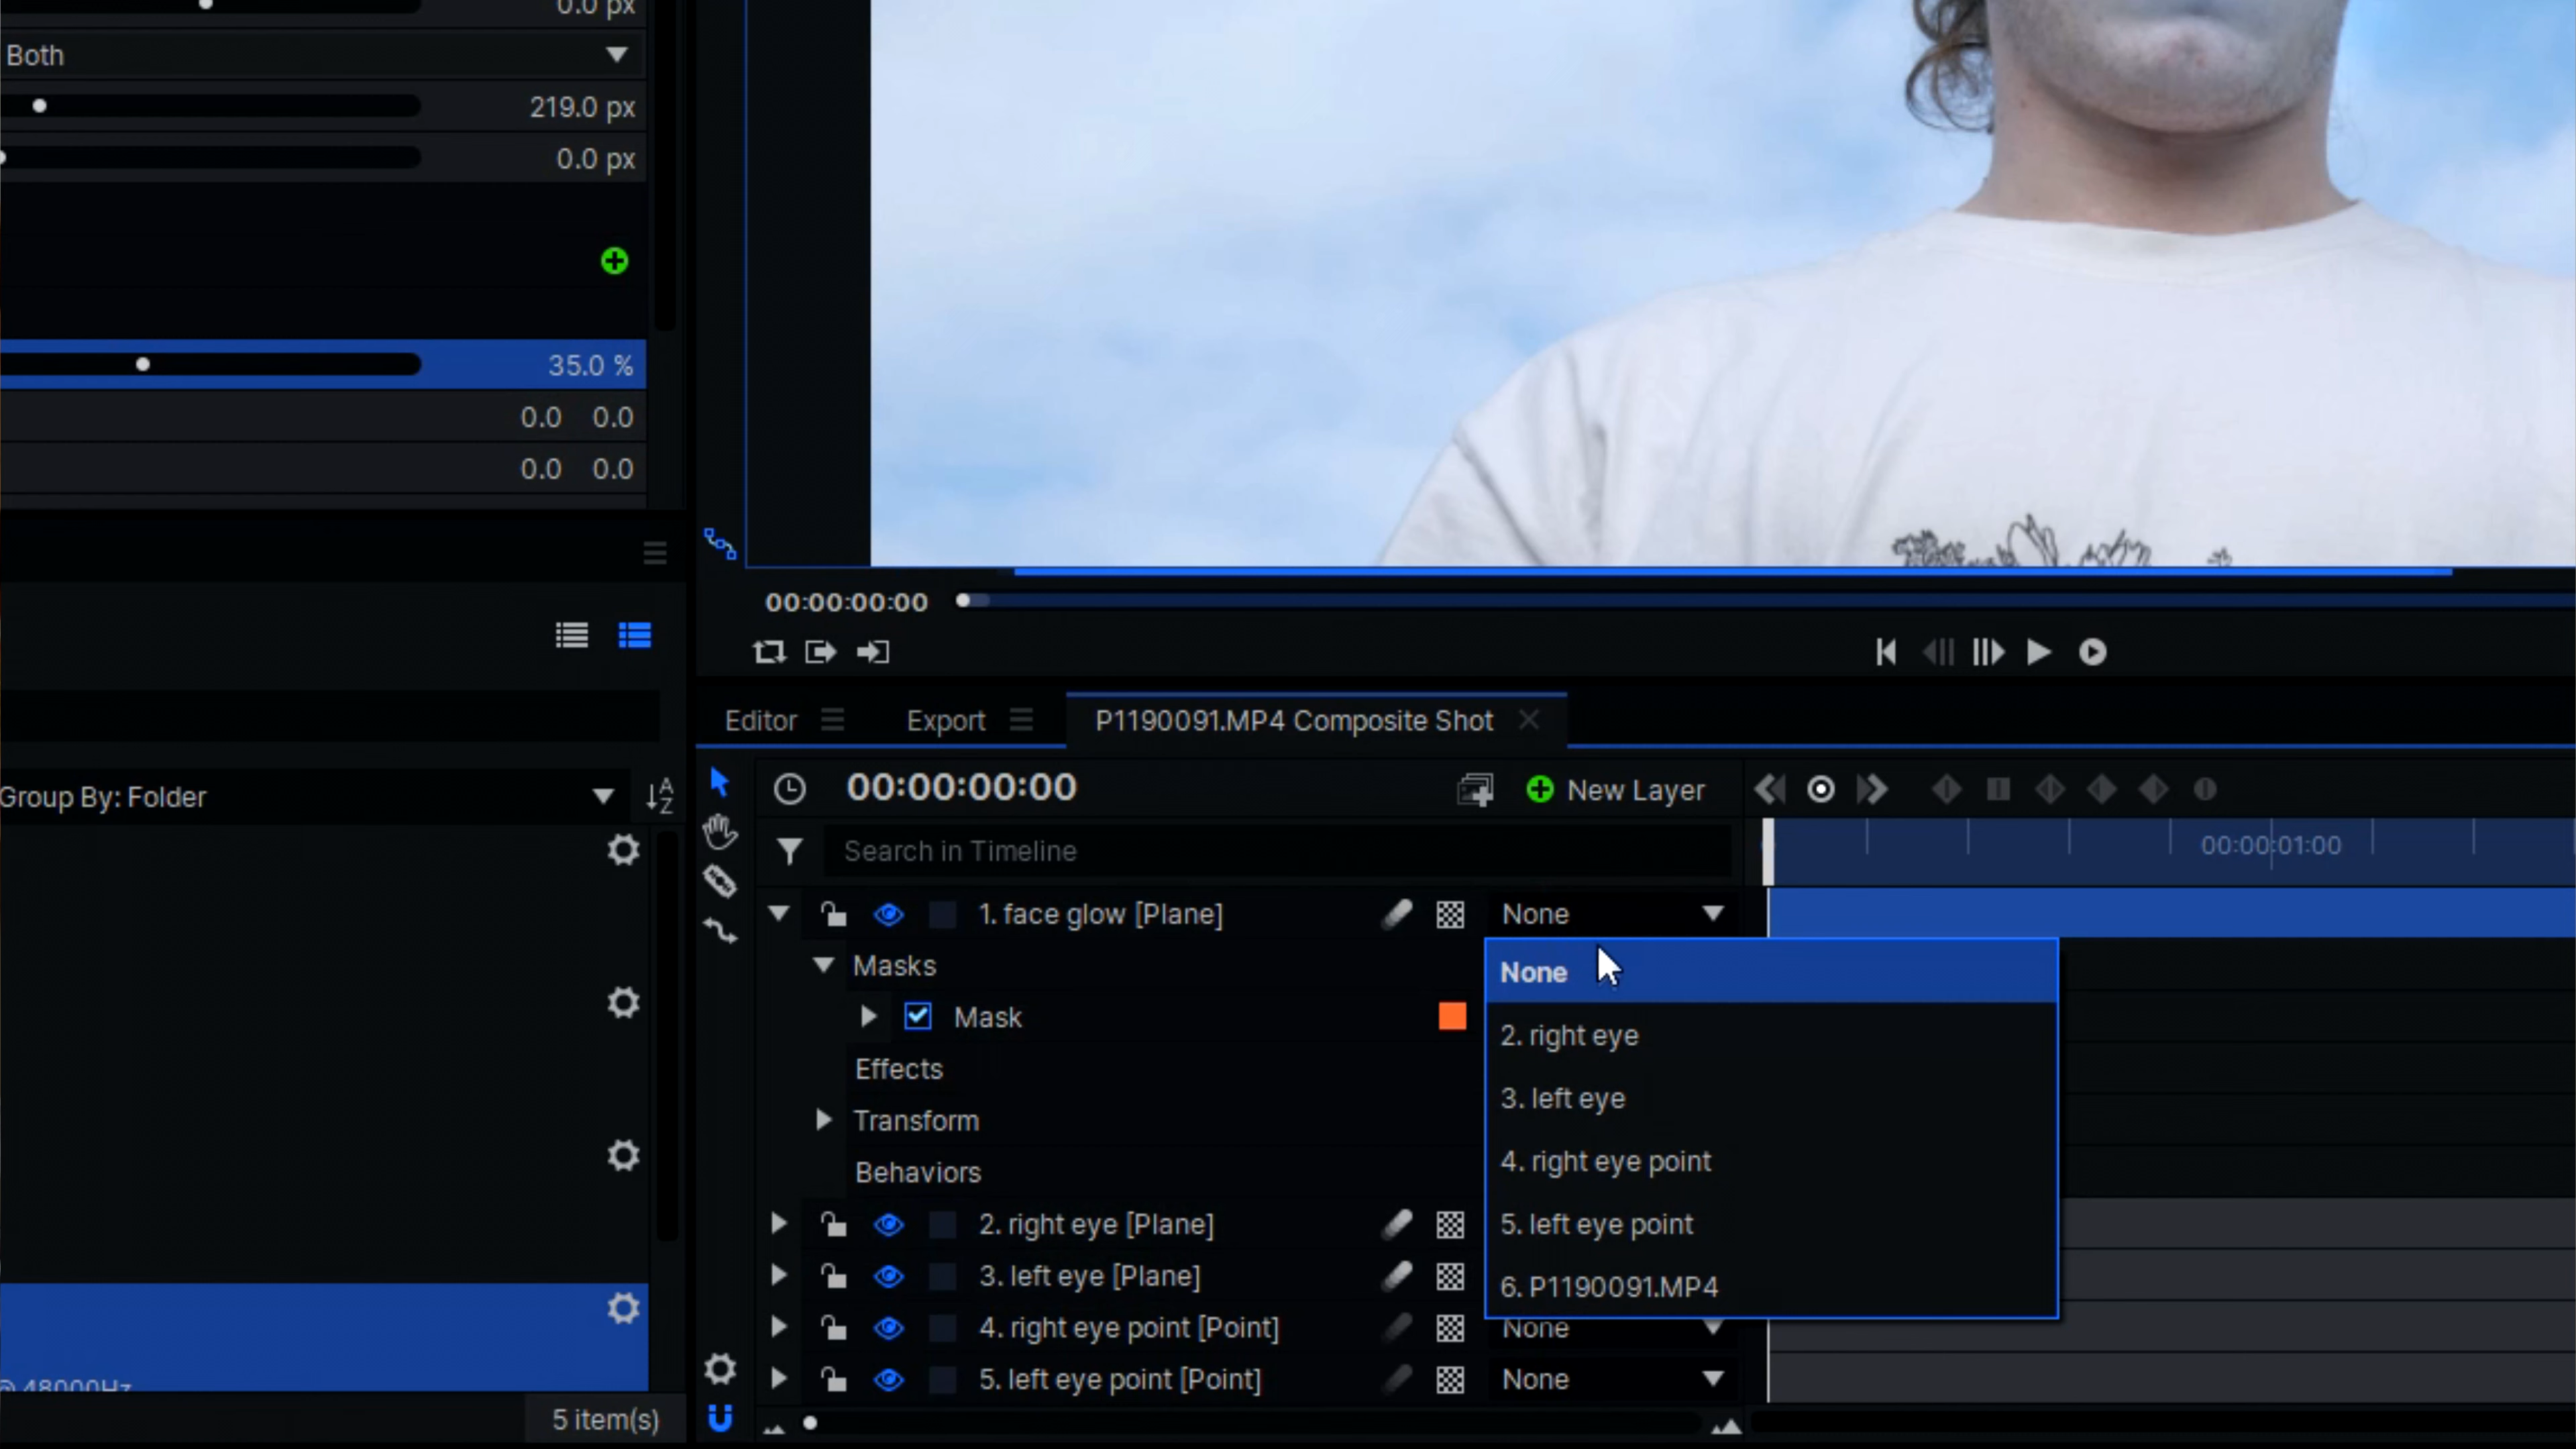 0.0 px
Both
219.0 px
0.0 px
35.0 %
0.0 0.0
0.0 0.0
Group By: Folder
@ 48000Hz
5 item(s)
00:00:00:00
Editor
Export
P1190091.MP4 Composite Shot
00:00:00:00
New Layer
00:00:01:00
Search in Timeline
1. face glow [Plane]
None
Masks
Mask
Effects
Transform
Behaviors
2. right eye [Plane]
3. left eye [Plane]
4. right eye point [Point]
None
5. left eye point [Point]
None
None
2. right eye
3. left eye
4. right eye point
5. left eye point
6. P1190091.MP4